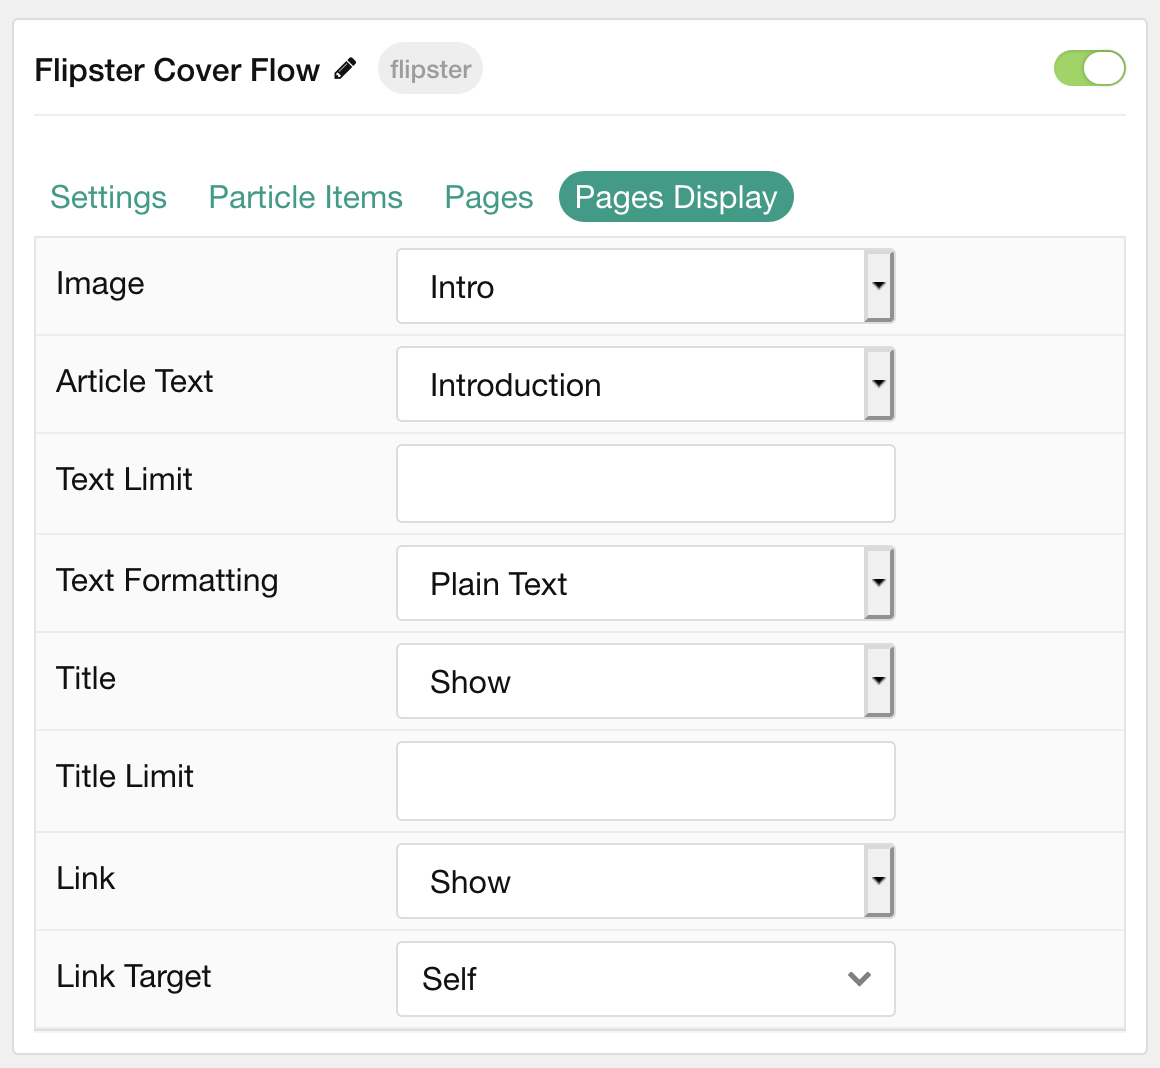 Flipster Cover Flow flipster
Settings Particle Items Pages Pages Display
Image Intro
Article Text Introduction
Text Limit
Text Formatting Plain Text
Title Show
Title Limit
Link Show
Link Target Self